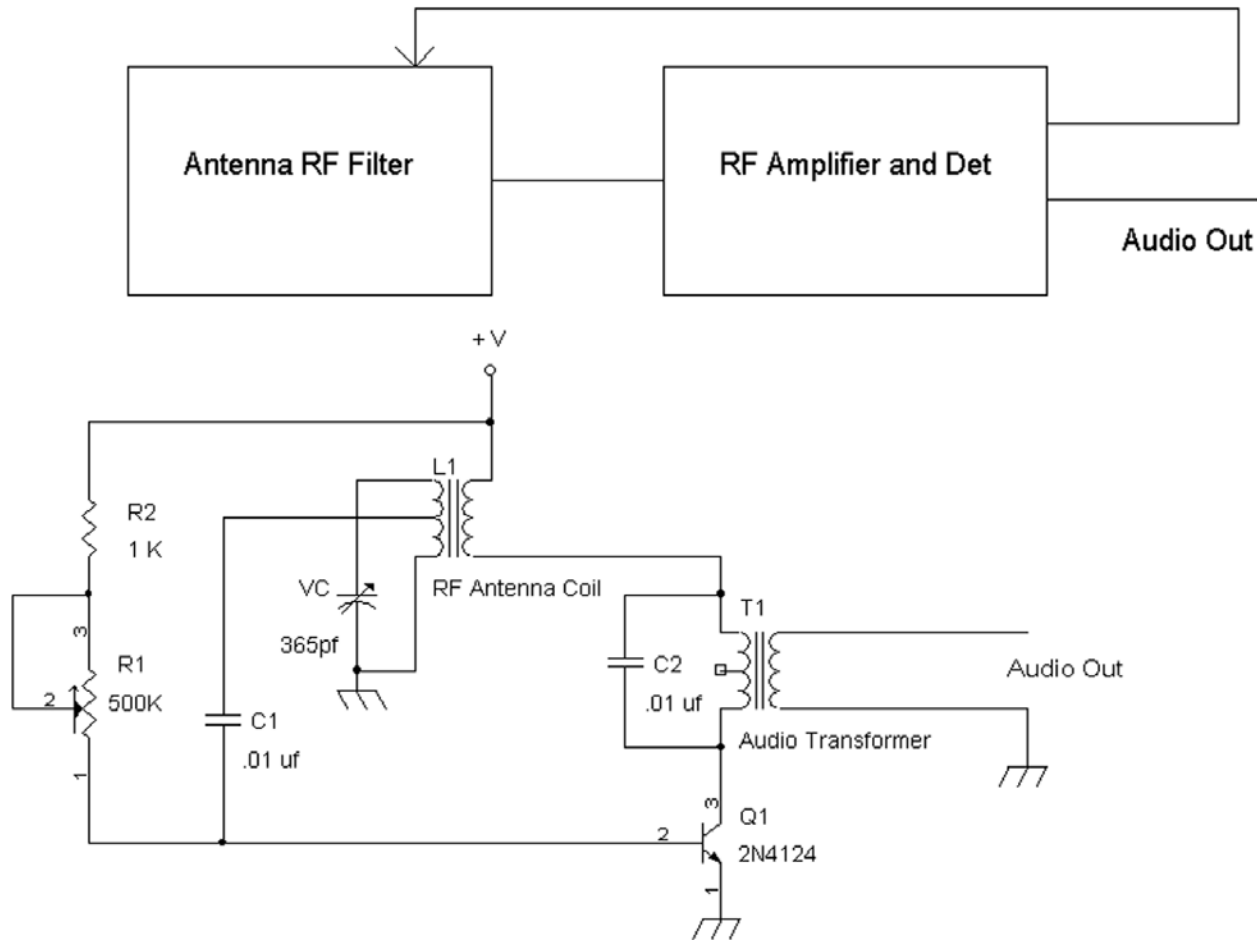 Antenna RF Filter
RF Amplifier and Det
Audio Out
+ V
L1
R2
1 K
VC
RF Antenna Coil
T1
3
365pf
C2
Audio Out
R1
2
500K
C1
.01 uf
.01 uf
Audio Transformer
1
3
Q1
2
2N4124
1